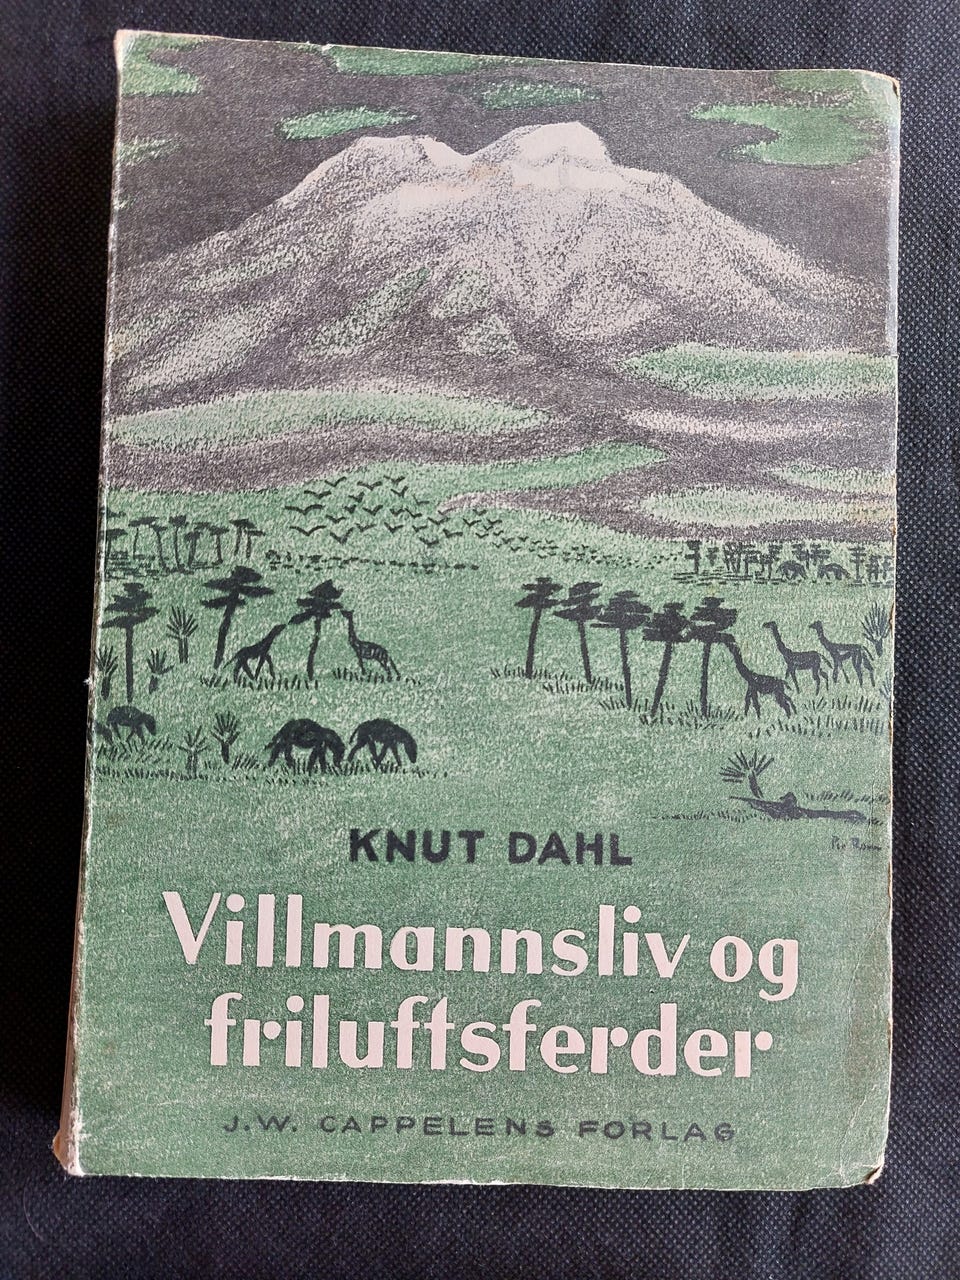 KNUT DAHL
Villmannsliv og
friluftsferder
J.W. CAPPELENS FORLAG